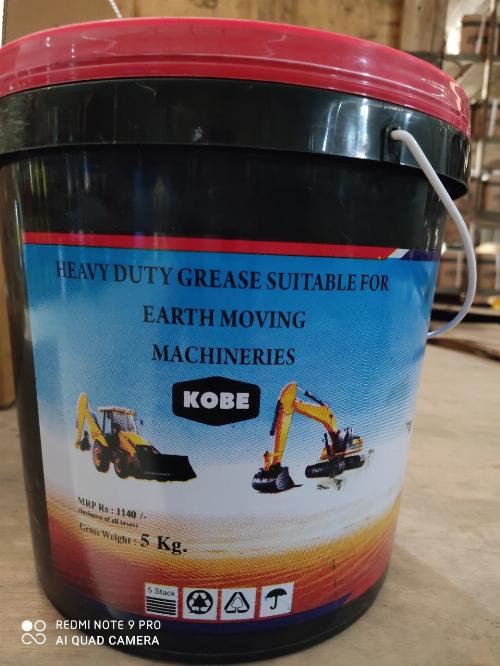 HEAVY DUTY GREASE SUITABLE FOR
EARTH MOVING
MACHINERIES
KOBE
MRP Rs : 1140 /-
(Inclusive of all taxes)
Gross Weight : 5 Kg.
5 Stack
REDMI NOTE 9 PRO
AI QUAD CAMERA